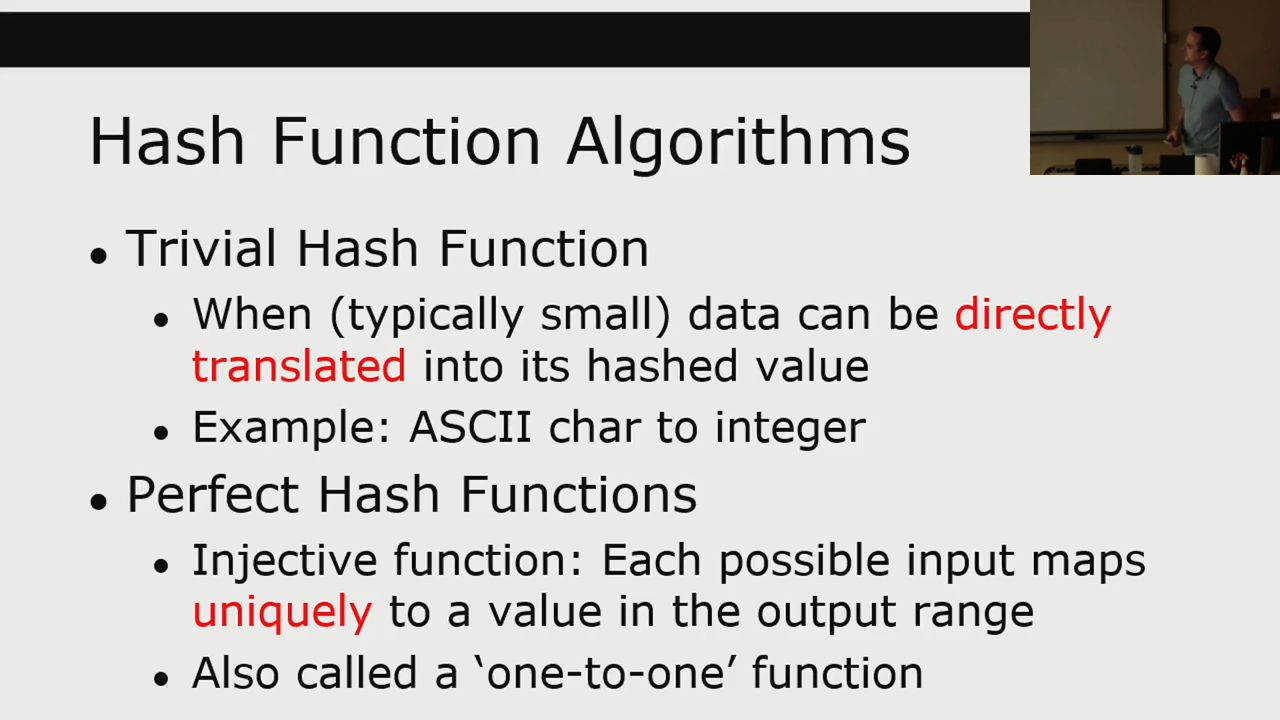 Hash Function Algorithms
• Trivial Hash Function
• When (typically small) data can be directly
translated into its hashed value
• Example: ASCII char to integer
• Perfect Hash Functions
• Injective function: Each possible input maps
uniquely to a value in the output range
• Also called a ‘one-to-one’ function